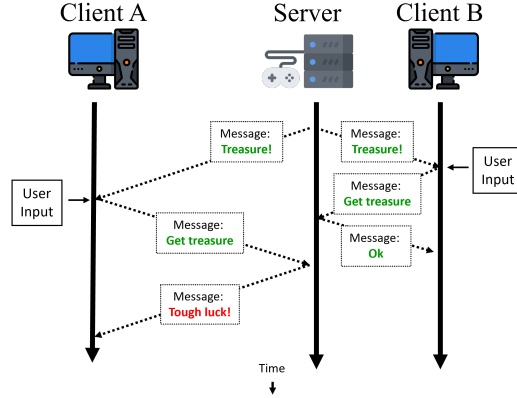 Client A
Server
Client B
Message:
Treasure!
Message:
Treasure!
User
Input
Message:
Get treasure
User
Input
Message:
Get treasure
Message:
Ok
Message:
Tough luck!
Time